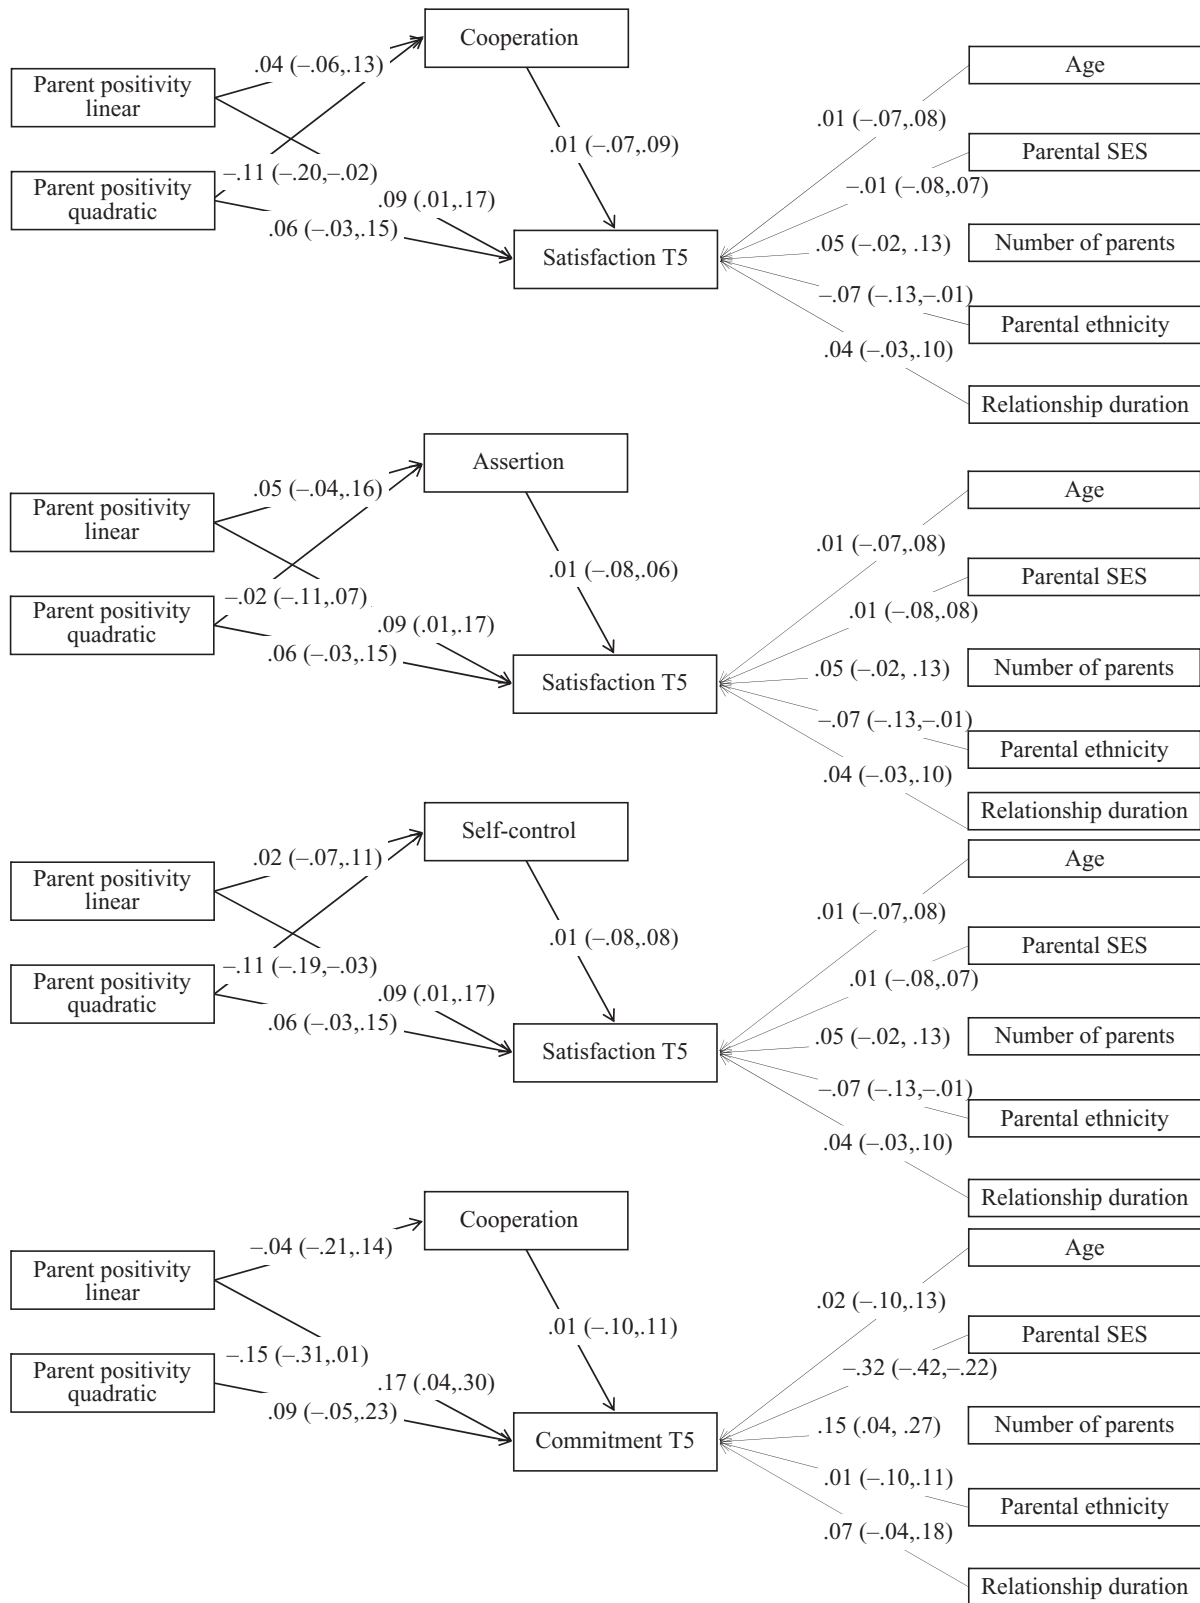 Cooperation
.04 (–.06,.13)
Parent positivity
linear
Age
.01 (–.07,.08)
.01 (–.07,.09)
Parental SES
–.11 (–.20,–.02)
Parent positivity
quadratic
–.01 (–.08,.07)
.09 (.01,.17)
.06 (–.03,.15)
Satisfaction T5
.05 (–.02, .13)
Number of parents
–.07 (–.13,–.01)
Parental ethnicity
.04 (–.03,.10)
Relationship duration
Assertion
.05 (–.04,.16)
Parent positivity
linear
Age
.01 (–.07,.08)
.01 (–.08,.06)
Parental SES
–.02 (–.11,.07)
Parent positivity
quadratic
.01 (–.08,.08)
.09 (.01,.17)
.06 (–.03,.15)
Satisfaction T5
.05 (–.02, .13)
Number of parents
–.07 (–.13,–.01)
Parental ethnicity
.04 (–.03,.10)
Relationship duration
Self-control
.02 (–.07,.11)
Parent positivity
linear
Age
.01 (–.07,.08)
.01 (–.08,.08)
Parental SES
–.11 (–.19,–.03)
Parent positivity
quadratic
.01 (–.08,.07)
.09 (.01,.17)
.06 (–.03,.15)
Satisfaction T5
.05 (–.02, .13)
Number of parents
–.07 (–.13,–.01)
Parental ethnicity
.04 (–.03,.10)
Relationship duration
Cooperation
–.04 (–.21,.14)
Parent positivity
linear
Age
.02 (–.10,.13)
.01 (–.10,.11)
Parental SES
–.15 (–.31,.01)
Parent positivity
quadratic
–.32 (–.42,–.22)
.17 (.04,.30)
.09 (–.05,.23)
Commitment T5
.15 (.04, .27)
Number of parents
.01 (–.10,.11)
Parental ethnicity
.07 (–.04,.18)
Relationship duration